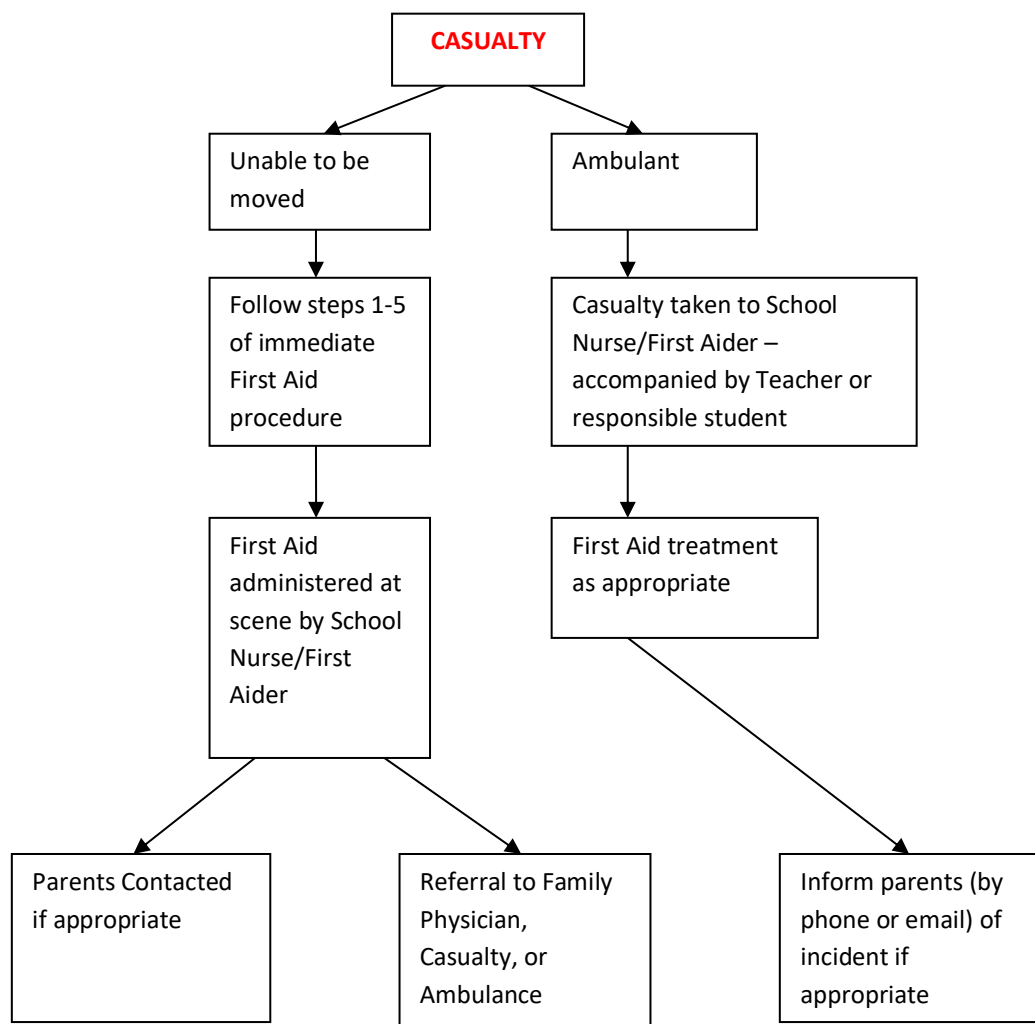 CASUALTY
Unable to be
moved
Ambulant
Follow steps 1-5
of immediate
First Aid
procedure
Casualty taken to School
Nurse/First Aider –
accompanied by Teacher or
responsible student
First Aid
administered at
scene by School
Nurse/First
Aider
First Aid treatment
as appropriate
Parents Contacted
if appropriate
Referral to Family
Physician,
Casualty, or
Ambulance
Inform parents (by
phone or email) of
incident if
appropriate